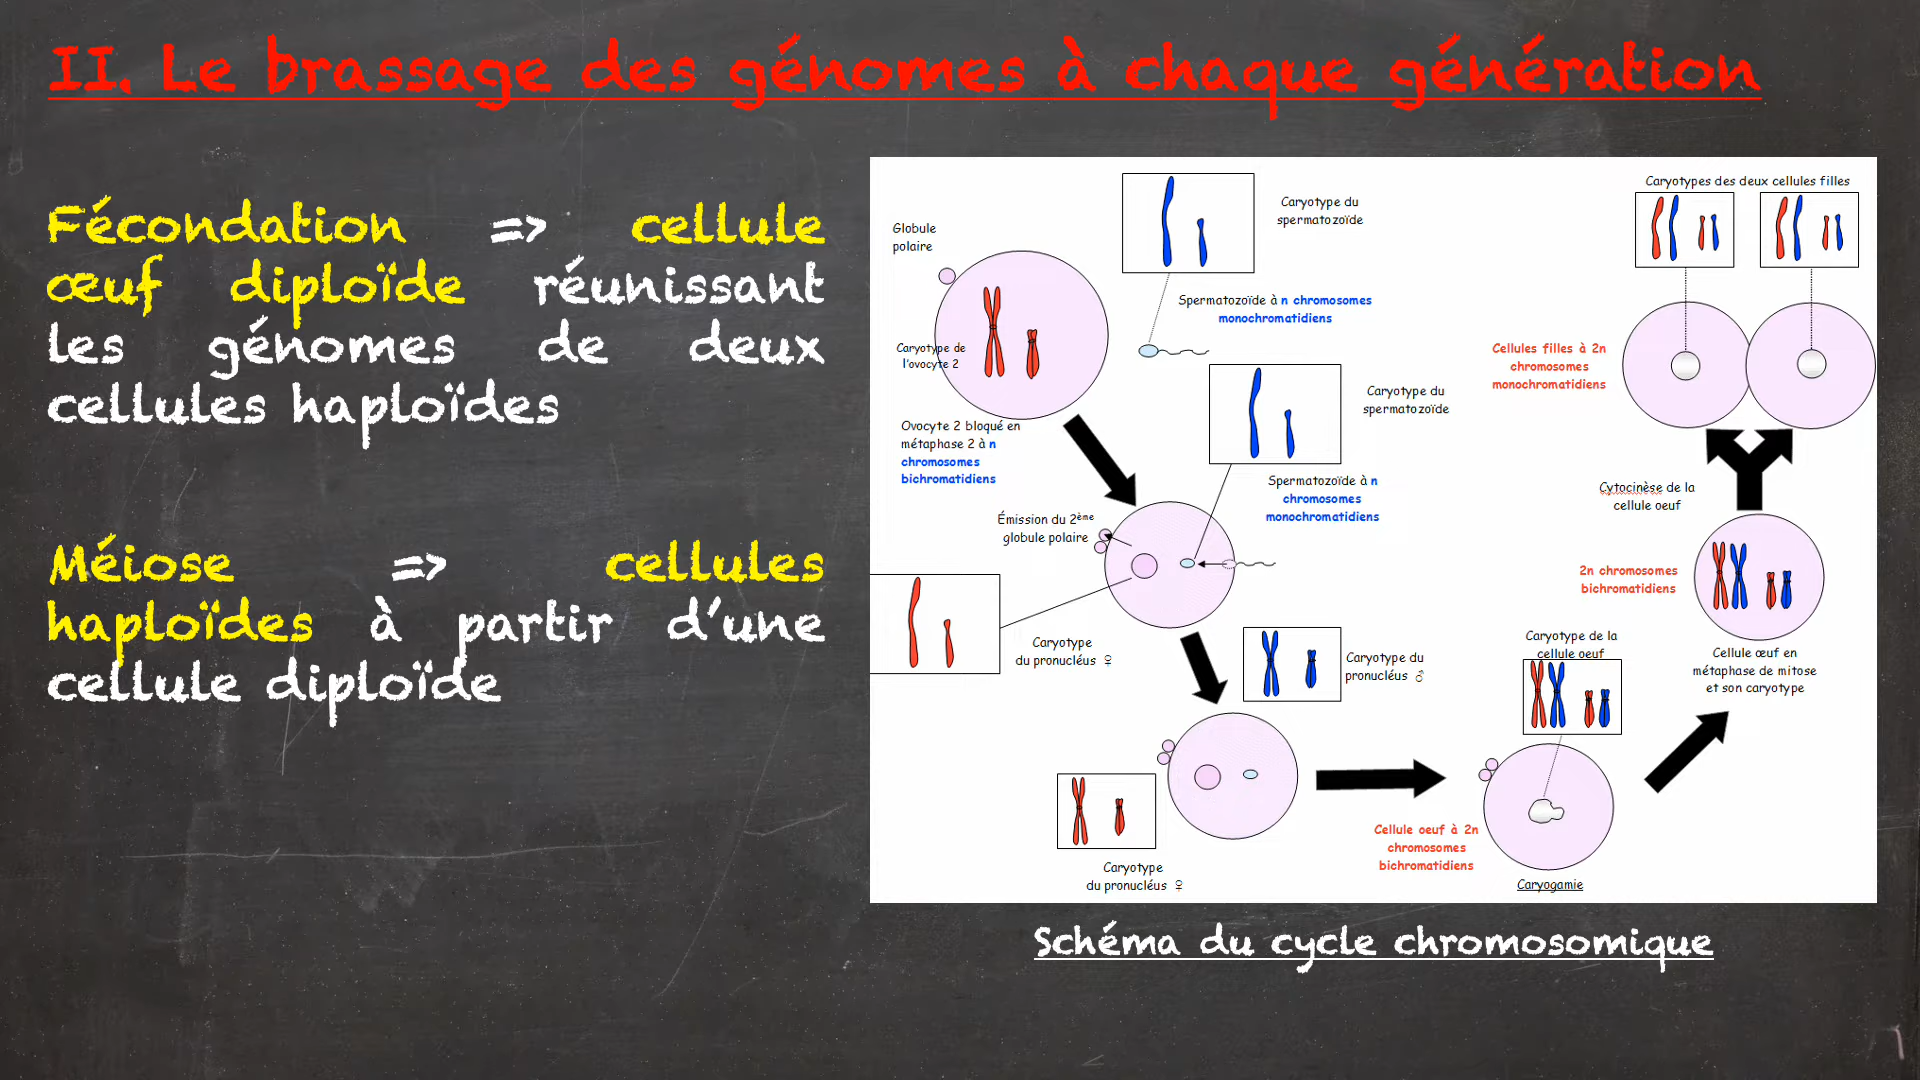 II. Le brassage des génomes à chaque génération
Fécondation => cellule
œuf diploïde réunissant
les génomes de deux
cellules haploïdes
Méiose => cellules
haploïdes à partir d'une
cellule diploïde
Globule
polaire
Caryotype de
l'ovocyte 2
Ovocyte 2 bloqué en
métaphase 2 à n
chromosomes
bichromatidiens
Caryotype du
spermatozoïde
Spermatozoïde à n chromosomes
monochromatidiens
Caryotype du
spermatozoïde
Spermatozoïde à n
chromosomes
monochromatidiens
Émission du 2ème
globule polaire
Caryotype
du pronucléus ♀
Caryotype du
pronucléus ♂
Caryotype
du pronucléus ♀
Cellule oeuf à 2n
chromosomes
bichromatidiens
Caryotype de la
cellule oeuf
Caryogamie
2n chromosomes
bichromatidiens
Cellule œuf en
métaphase de mitose
et son caryotype
Cytocinèse de la
cellule oeuf
Cellules filles à 2n
chromosomes
monochromatidiens
Caryotypes des deux cellules filles
Schéma du cycle chromosomique